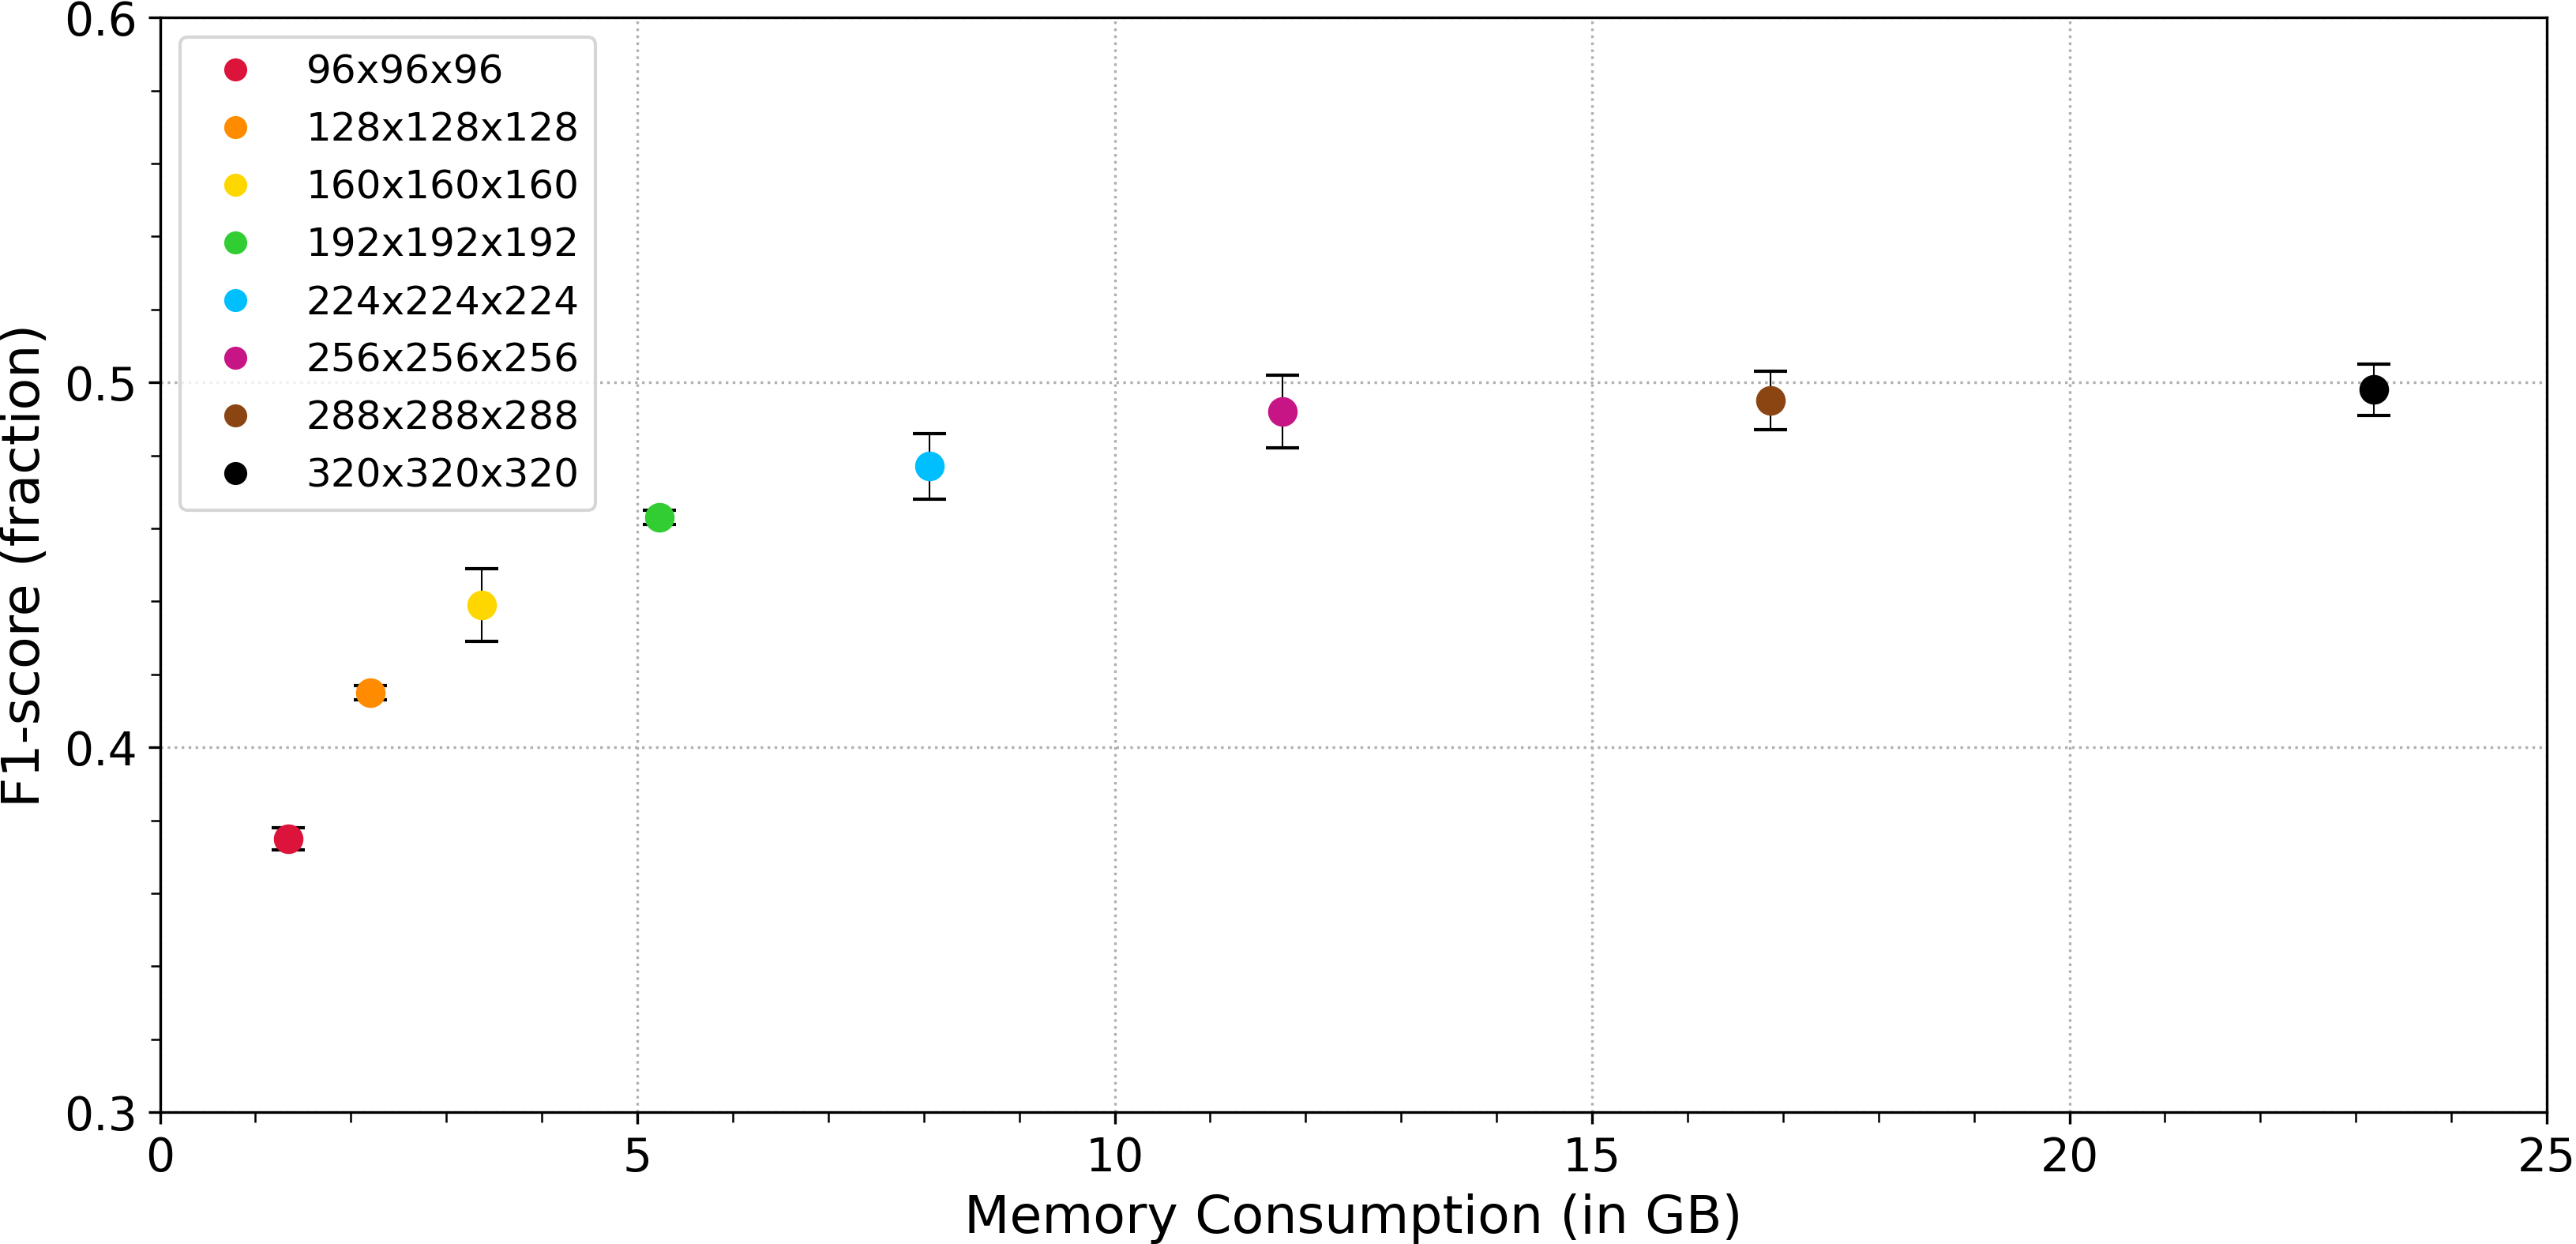 0.6
0.5
0.4
0.3
F1-score (fraction)
96x96x96
128x128x128
160x160x160
192x192x192
224x224x224
256x256x256
288x288x288
320x320x320
0 5 10 15 20 25
Memory Consumption (in GB)